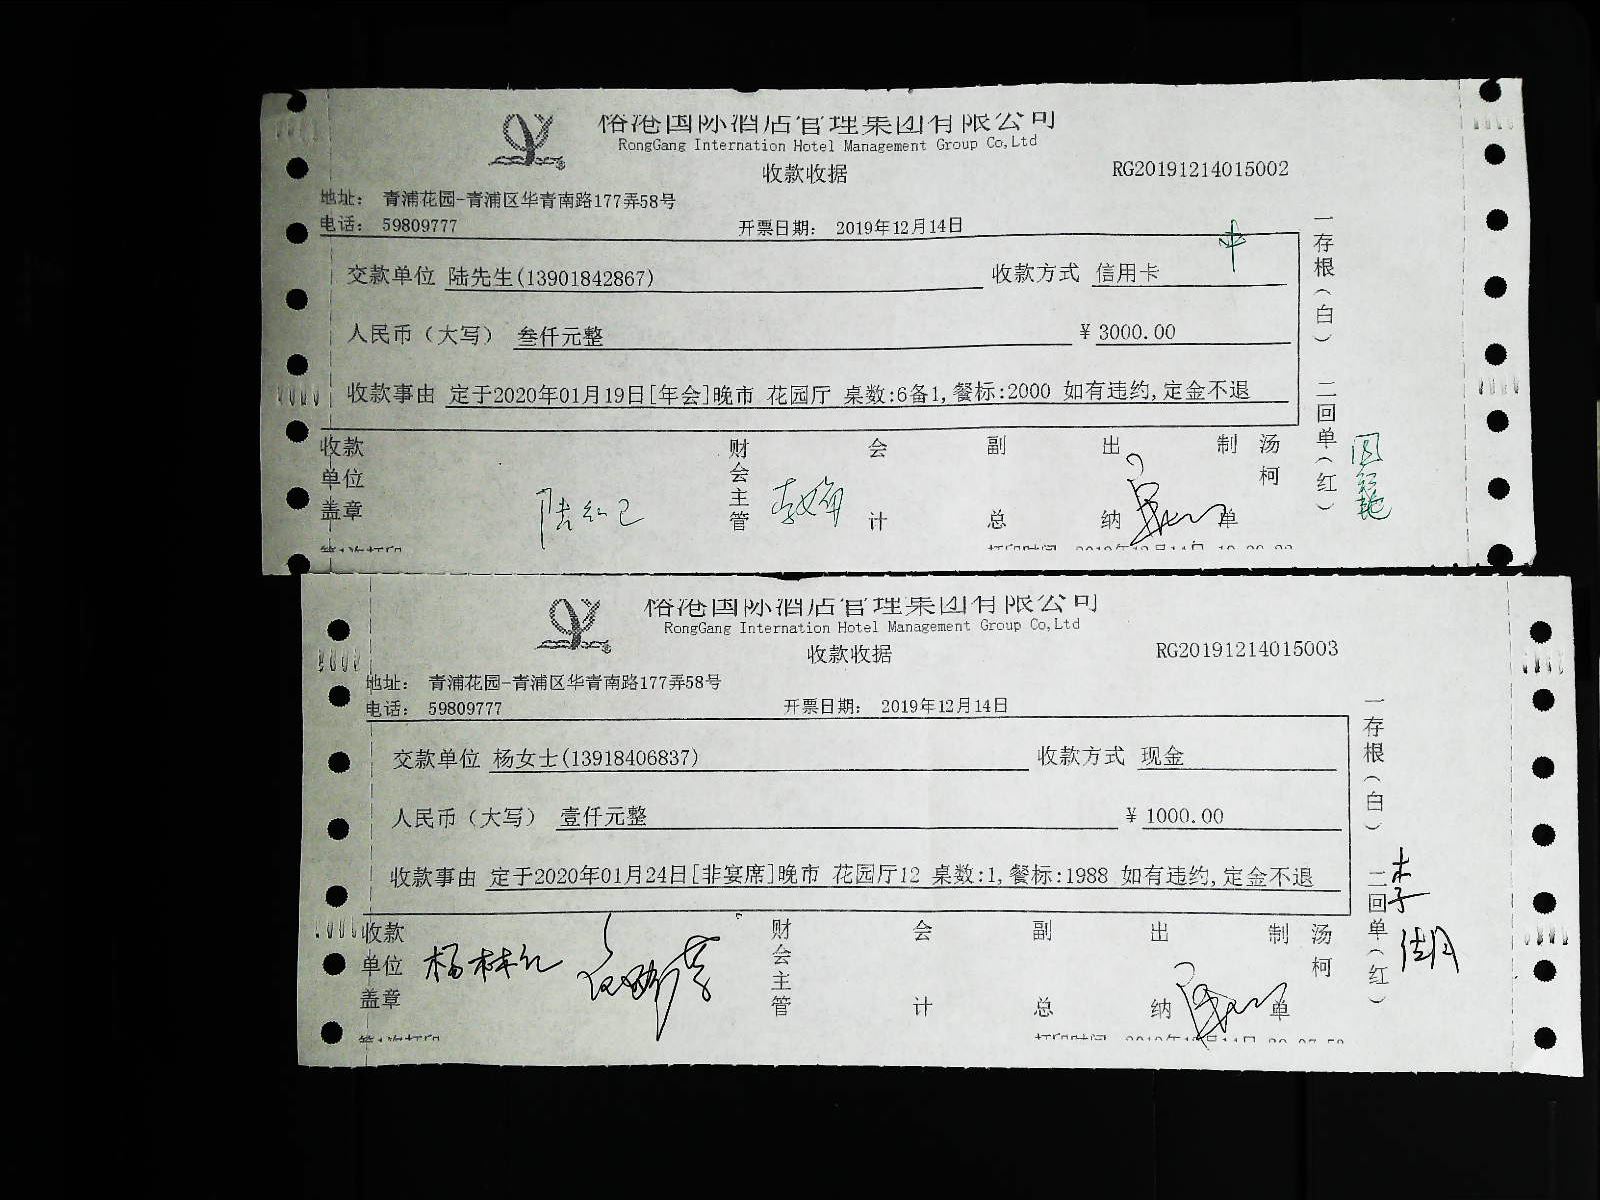 榕港国际酒店管理集团有限公司
RongGang Internation Hotel Management Group Co,Ltd
收款收据
RG20191214015002
地址： 青浦花园-青浦区华青南路177弄58号
电话： 59809777
开票日期： 2019年12月14日
交款单位 陆先生(13901842867)
收款方式 信用卡
人民币（大写） 叁仟元整
￥3000.00
收款事由 定于2020年01月19日[年会]晚市 花园厅 桌数:6备1,餐标:2000 如有违约,定金不退
收款单位盖章
财会主管
会计
副总
出纳
制单
汤柯
一存根（白） 二回单（红）
第1次打印
榕港国际酒店管理集团有限公司
RongGang Internation Hotel Management Group Co,Ltd
收款收据
RG20191214015003
地址： 青浦花园-青浦区华青南路177弄58号
电话： 59809777
开票日期： 2019年12月14日
交款单位 杨女士(13918406837)
收款方式 现金
人民币（大写） 壹仟元整
￥1000.00
收款事由 定于2020年01月24日[非宴席]晚市 花园厅12 桌数:1,餐标:1988 如有违约,定金不退
收款单位盖章
杨林红
财会主管
会计
副总
出纳
制单
汤柯
一存根（白） 二回单（红）
第1次打印